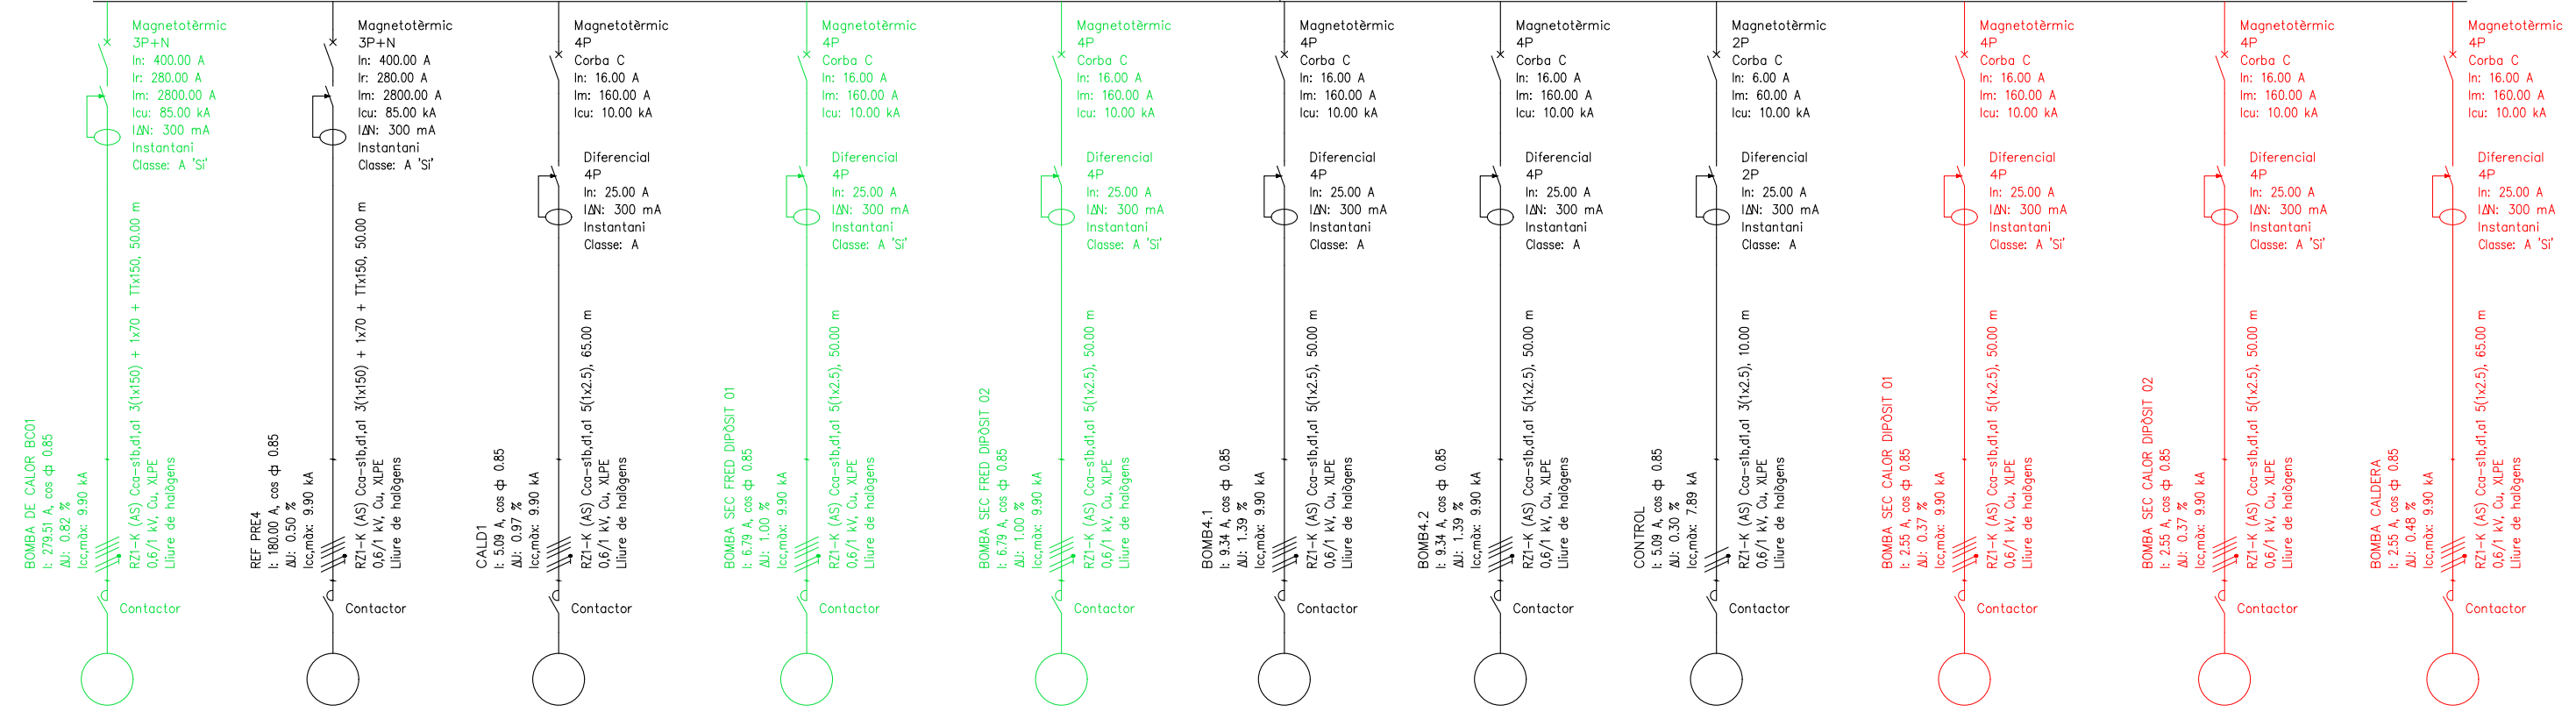 Magnetotèrmic
3P+N
In: 400.00 A
Ir: 280.00 A
Im: 2800.00 A
Icu: 85.00 kA
IΔN: 300 mA
Instantani
Classe: A 'Si'
BOMBA DE CALOR BC01
I: 279.51 A, cos φ 0.85
ΔU: 0.82 %
Icc,màx: 9.90 kA
RZ1-K (AS) Cca-s1b,d1,a1 3(1x150) + 1x70 + TTx150, 50.00 m
0,6/1 kV, Cu, XLPE
Lliure de halògens
Contactor
Magnetotèrmic
3P+N
In: 400.00 A
Ir: 280.00 A
Im: 2800.00 A
Icu: 85.00 kA
IΔN: 300 mA
Instantani
Classe: A 'Si'
REF PRE4
I: 180.00 A, cos φ 0.85
ΔU: 0.50 %
Icc,màx: 9.90 kA
RZ1-K (AS) Cca-s1b,d1,a1 3(1x150) + 1x70 + TTx150, 50.00 m
0,6/1 kV, Cu, XLPE
Lliure de halògens
Contactor
Magnetotèrmic
4P
Corba C
In: 16.00 A
Im: 160.00 A
Icu: 10.00 kA
Diferencial
4P
In: 25.00 A
IΔN: 300 mA
Instantani
Classe: A
CALD1
I: 5.09 A, cos φ 0.85
ΔU: 0.97 %
Icc,màx: 9.90 kA
RZ1-K (AS) Cca-s1b,d1,a1 5(1x2.5), 65.00 m
0,6/1 kV, Cu, XLPE
Lliure de halògens
Contactor
Magnetotèrmic
4P
Corba C
In: 16.00 A
Im: 160.00 A
Icu: 10.00 kA
Diferencial
4P
In: 25.00 A
IΔN: 300 mA
Instantani
Classe: A 'Si'
BOMBA SEC FRED DIPÒSIT 01
I: 6.79 A, cos φ 0.85
ΔU: 1.00 %
Icc,màx: 9.90 kA
RZ1-K (AS) Cca-s1b,d1,a1 5(1x2.5), 50.00 m
0,6/1 kV, Cu, XLPE
Lliure de halògens
Contactor
Magnetotèrmic
4P
Corba C
In: 16.00 A
Im: 160.00 A
Icu: 10.00 kA
Diferencial
4P
In: 25.00 A
IΔN: 300 mA
Instantani
Classe: A 'Si'
BOMBA SEC FRED DIPÒSIT 02
I: 6.79 A, cos φ 0.85
ΔU: 1.00 %
Icc,màx: 9.90 kA
RZ1-K (AS) Cca-s1b,d1,a1 5(1x2.5), 50.00 m
0,6/1 kV, Cu, XLPE
Lliure de halògens
Contactor
Magnetotèrmic
4P
Corba C
In: 16.00 A
Im: 160.00 A
Icu: 10.00 kA
Diferencial
4P
In: 25.00 A
IΔN: 300 mA
Instantani
Classe: A
BOMB4.1
I: 9.34 A, cos φ 0.85
ΔU: 1.39 %
Icc,màx: 9.90 kA
RZ1-K (AS) Cca-s1b,d1,a1 5(1x2.5), 50.00 m
0,6/1 kV, Cu, XLPE
Lliure de halògens
Contactor
Magnetotèrmic
4P
Corba C
In: 16.00 A
Im: 160.00 A
Icu: 10.00 kA
Diferencial
4P
In: 25.00 A
IΔN: 300 mA
Instantani
Classe: A
BOMB4.2
I: 9.34 A, cos φ 0.85
ΔU: 1.39 %
Icc,màx: 9.90 kA
RZ1-K (AS) Cca-s1b,d1,a1 5(1x2.5), 50.00 m
0,6/1 kV, Cu, XLPE
Lliure de halògens
Contactor
Magnetotèrmic
2P
Corba C
In: 6.00 A
Im: 60.00 A
Icu: 10.00 kA
Diferencial
2P
In: 25.00 A
IΔN: 300 mA
Instantani
Classe: A
CONTROL
I: 5.09 A, cos φ 0.85
ΔU: 0.30 %
Icc,màx: 7.89 kA
RZ1-K (AS) Cca-s1b,d1,a1 3(1x2.5), 10.00 m
0,6/1 kV, Cu, XLPE
Lliure de halògens
Contactor
Magnetotèrmic
4P
Corba C
In: 16.00 A
Im: 160.00 A
Icu: 10.00 kA
Diferencial
4P
In: 25.00 A
IΔN: 300 mA
Instantani
Classe: A 'Si'
BOMBA SEC CALOR DIPÒSIT 01
I: 2.55 A, cos φ 0.85
ΔU: 0.37 %
Icc,màx: 9.90 kA
RZ1-K (AS) Cca-s1b,d1,a1 5(1x2.5), 50.00 m
0,6/1 kV, Cu, XLPE
Lliure de halògens
Contactor
Magnetotèrmic
4P
Corba C
In: 16.00 A
Im: 160.00 A
Icu: 10.00 kA
Diferencial
4P
In: 25.00 A
IΔN: 300 mA
Instantani
Classe: A 'Si'
BOMBA SEC CALOR DIPÒSIT 02
I: 2.55 A, cos φ 0.85
ΔU: 0.37 %
Icc,màx: 9.90 kA
RZ1-K (AS) Cca-s1b,d1,a1 5(1x2.5), 50.00 m
0,6/1 kV, Cu, XLPE
Lliure de halògens
Contactor
Magnetotèrmic
4P
Corba C
In: 16.00 A
Im: 160.00 A
Icu: 10.00 kA
Diferencial
4P
In: 25.00 A
IΔN: 300 mA
Instantani
Classe: A 'Si'
BOMBA CALDERA
I: 2.55 A, cos φ 0.85
ΔU: 0.48 %
Icc,màx: 9.90 kA
RZ1-K (AS) Cca-s1b,d1,a1 5(1x2.5), 65.00 m
0,6/1 kV, Cu, XLPE
Lliure de halògens
Contactor